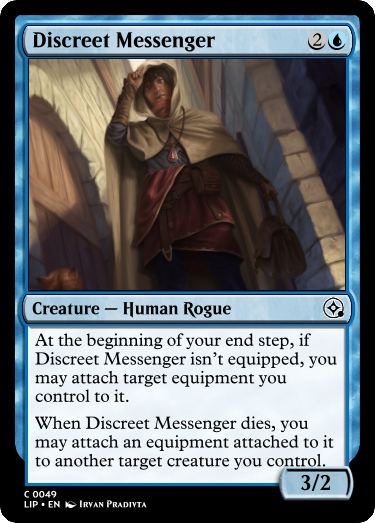 Discreet Messenger 2
Creature — Human Rogue
At the beginning of your end step, if
Discreet Messenger isn't equipped, you
may attach target equipment you
control to it.
When Discreet Messenger dies, you
may attach an equipment attached to it
to another target creature you control.
3/2
C 0049
LIP • EN Irvan Pradivta